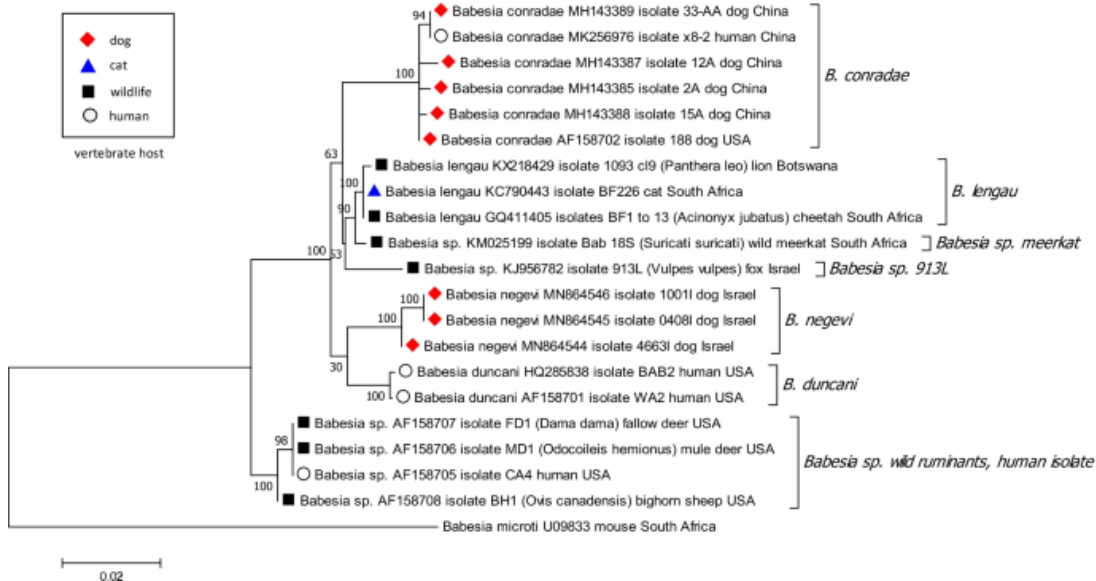 dog
cat
wildlife
human
vertebrate host
94
Babesia conradae MH143389 isolate 33-AA dog China
Babesia conradae MK256976 isolate x8-2 human China
Babesia conradae MH143387 isolate 12A dog China
100
Babesia conradae MH143385 isolate 2A dog China
B. conradae
Babesia conradae MH143388 isolate 15A dog China
Babesia conradae AF158702 isolate 188 dog USA
63
Babesia lengau KX218429 isolate 1093 cl9 (Panthera leo) lion Botswana
100
Babesia lengau KC790443 isolate BF226 cat South Africa
B. lengau
90
Babesia lengau GQ411405 isolates BF1 to 13 (Acinonyx jubatus) cheetah South Africa
Babesia sp. KM025199 isolate Bab 18S (Suricati suricati) wild meerkat South Africa
Babesia sp. meerkat
100
53
Babesia sp. KJ956782 isolate 913L (Vulpes vulpes) fox Israel
Babesia sp. 913L
Babesia negevi MN864546 isolate 1001I dog Israel
100
Babesia negevi MN864545 isolate 0408I dog Israel
B. negevi
100
Babesia negevi MN864544 isolate 4663I dog Israel
30
Babesia duncani HQ285838 isolate BAB2 human USA
B. duncani
100
Babesia duncani AF158701 isolate WA2 human USA
Babesia sp. AF158707 isolate FD1 (Dama dama) fallow deer USA
98
Babesia sp. AF158706 isolate MD1 (Odocoileis hemionus) mule deer USA
Babesia sp. wild ruminants, human isolate
Babesia sp. AF158705 isolate CA4 human USA
100
Babesia sp. AF158708 isolate BH1 (Ovis canadensis) bighorn sheep USA
Babesia microti U09833 mouse South Africa
0.02